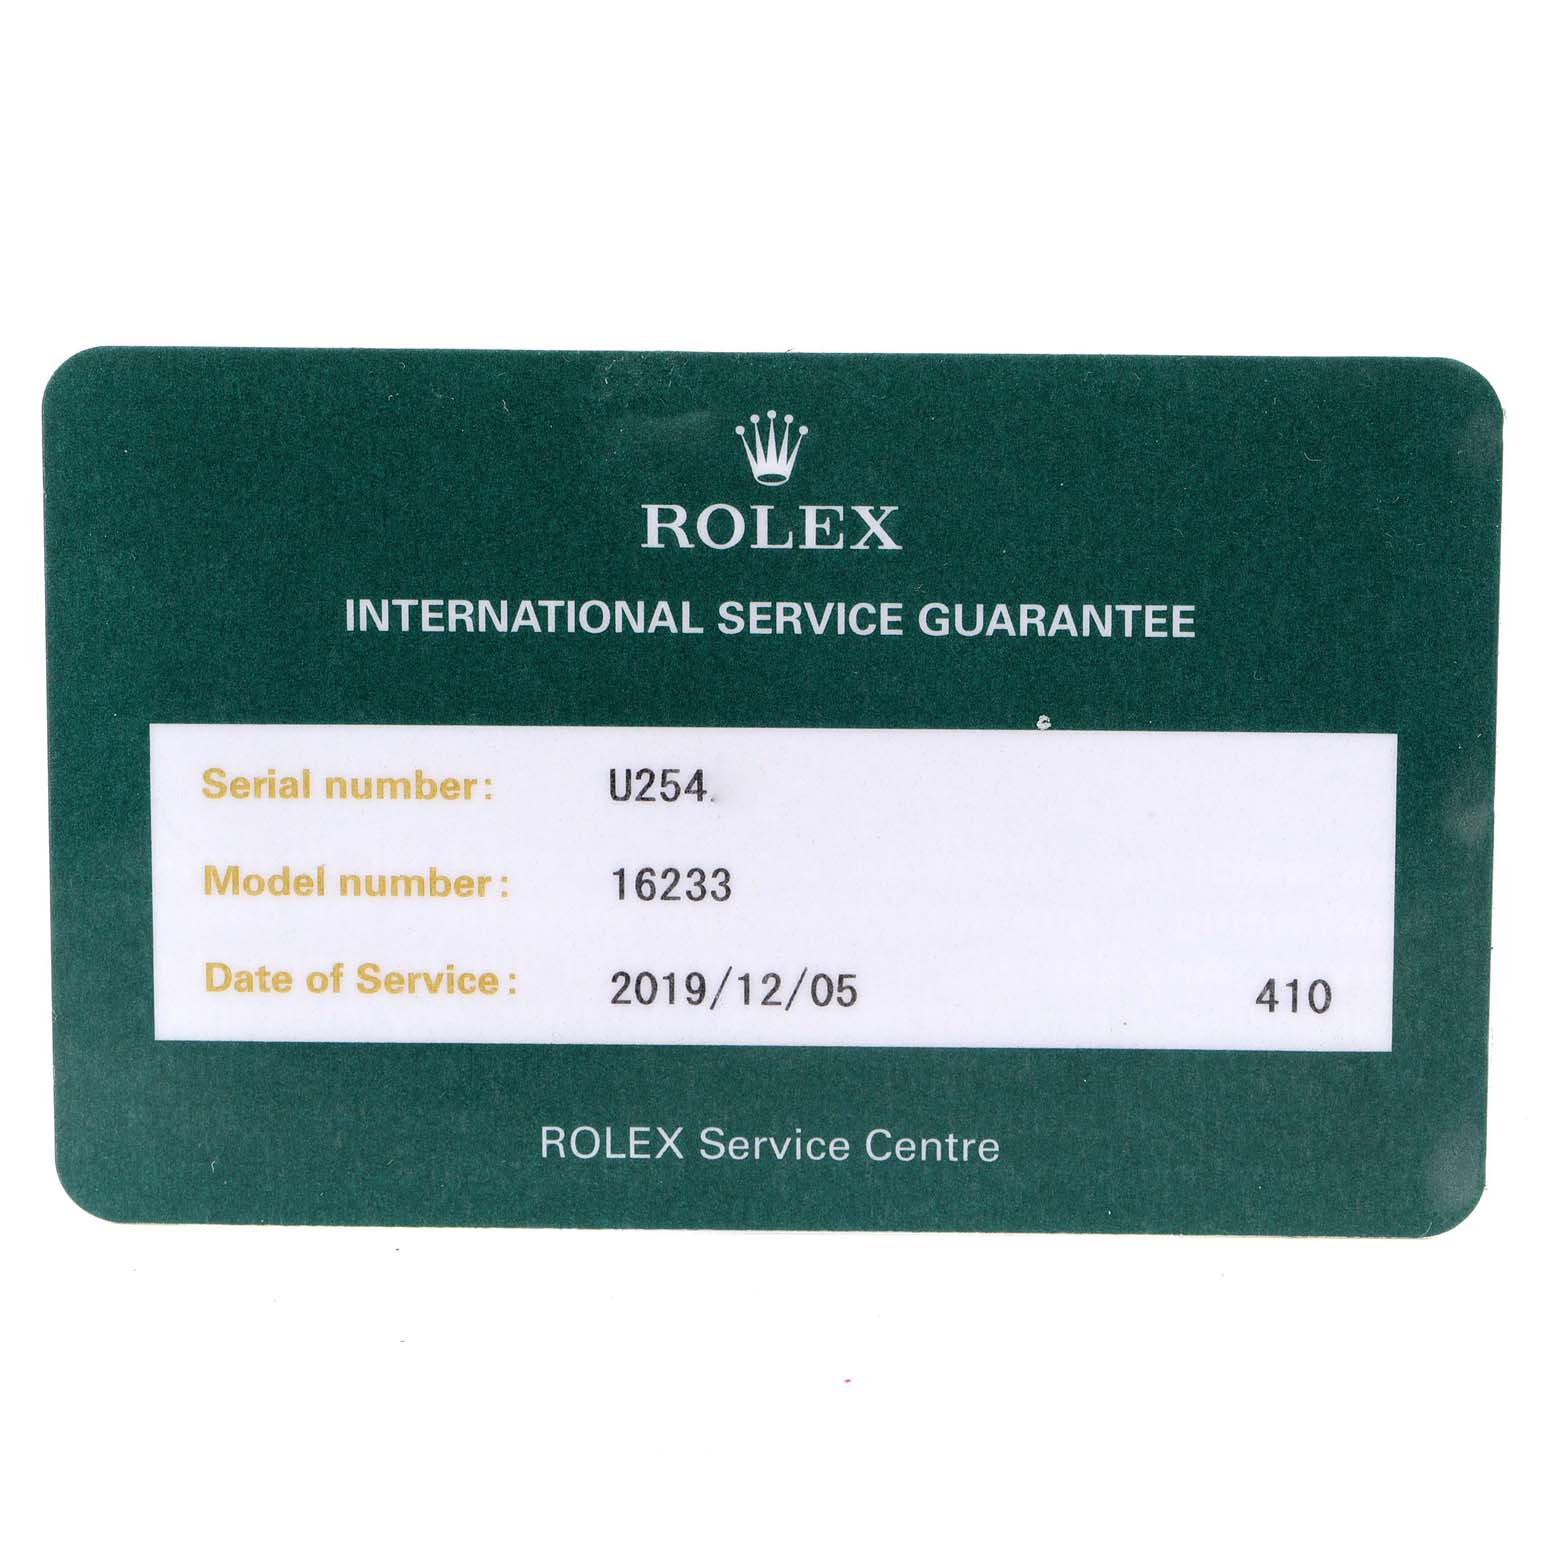 ROLEX
INTERNATIONAL SERVICE GUARANTEE
Serial number: U254
Model number: 16233
Date of Service: 2019/12/05 410
ROLEX Service Centre